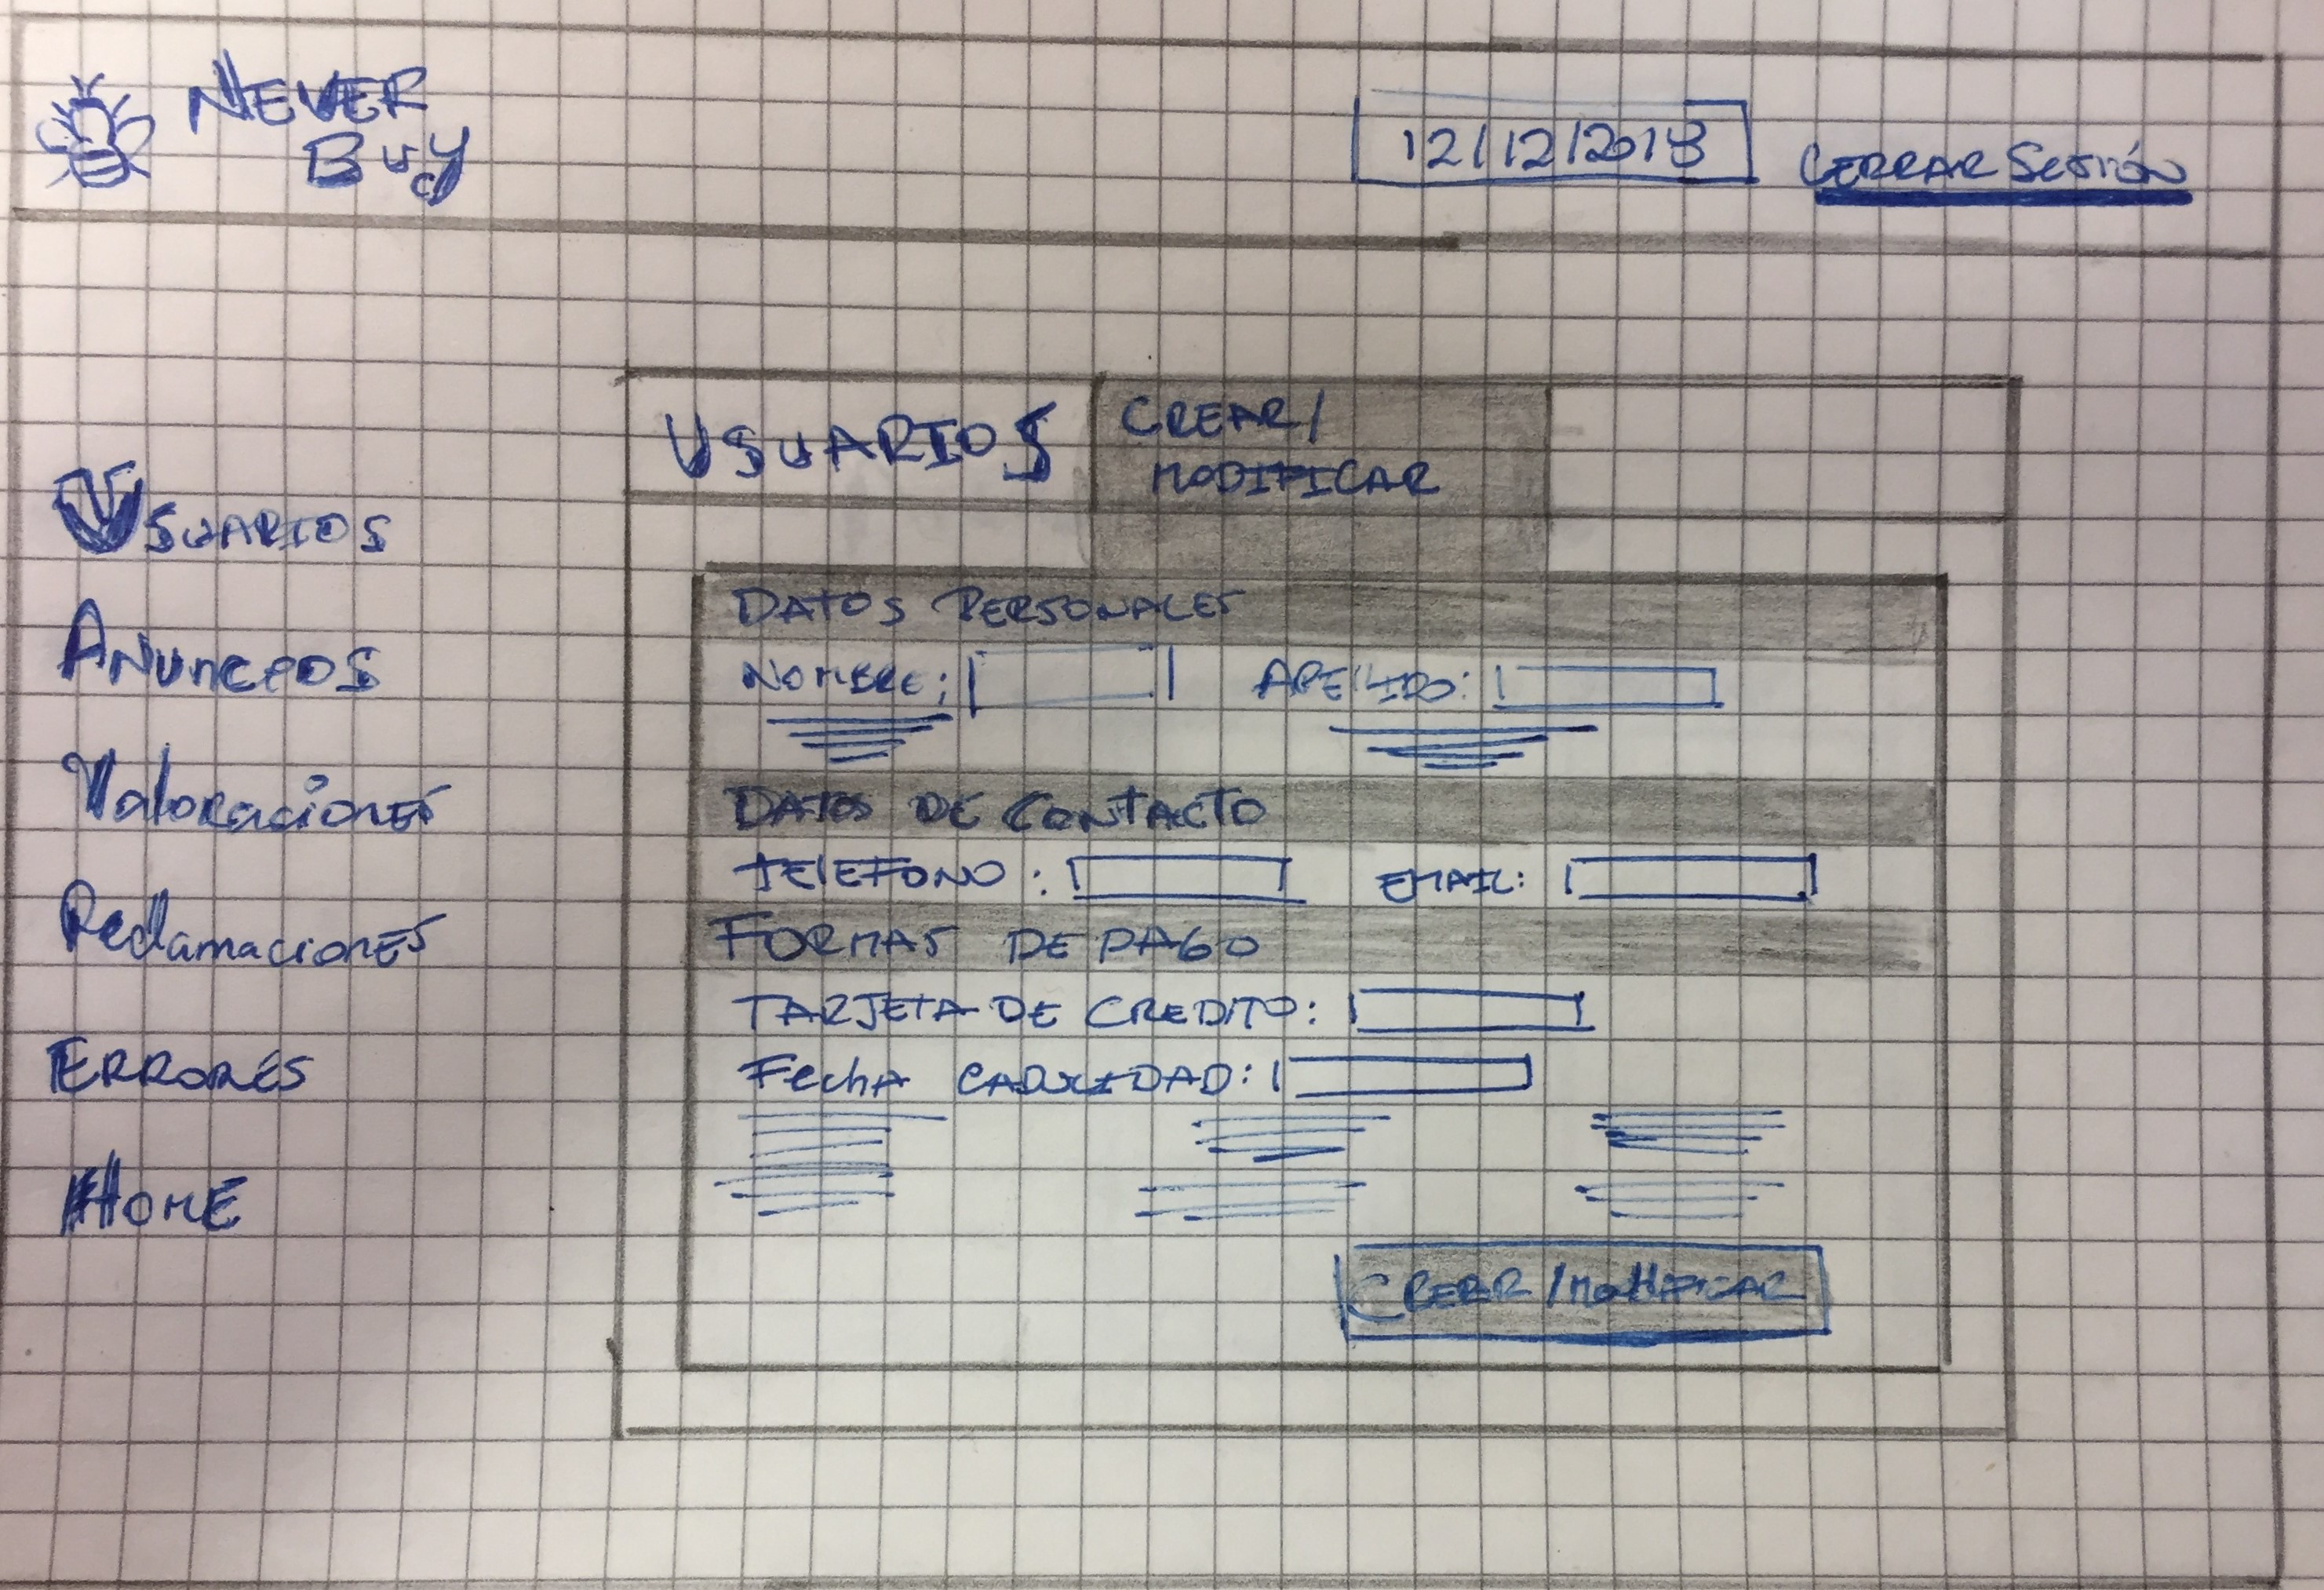 NEVER
Bucy
12/12/2018
CERRAR SESIÓN
USUARIOS
CREAR/
MODIFICAR
USUARIOS
ANUNCIOS
Valoraciones
Reclamaciones
ERRORES
HOME
DATOS PERSONALES
NOMBRE:
APELLIDO:
DATOS DE CONTACTO
TELEFONO :
EMAIL:
FORMAS DE PAGO
TARJETA DE CREDITO:
Fecha CADUCIDAD:
CREAR/MODIFICAR